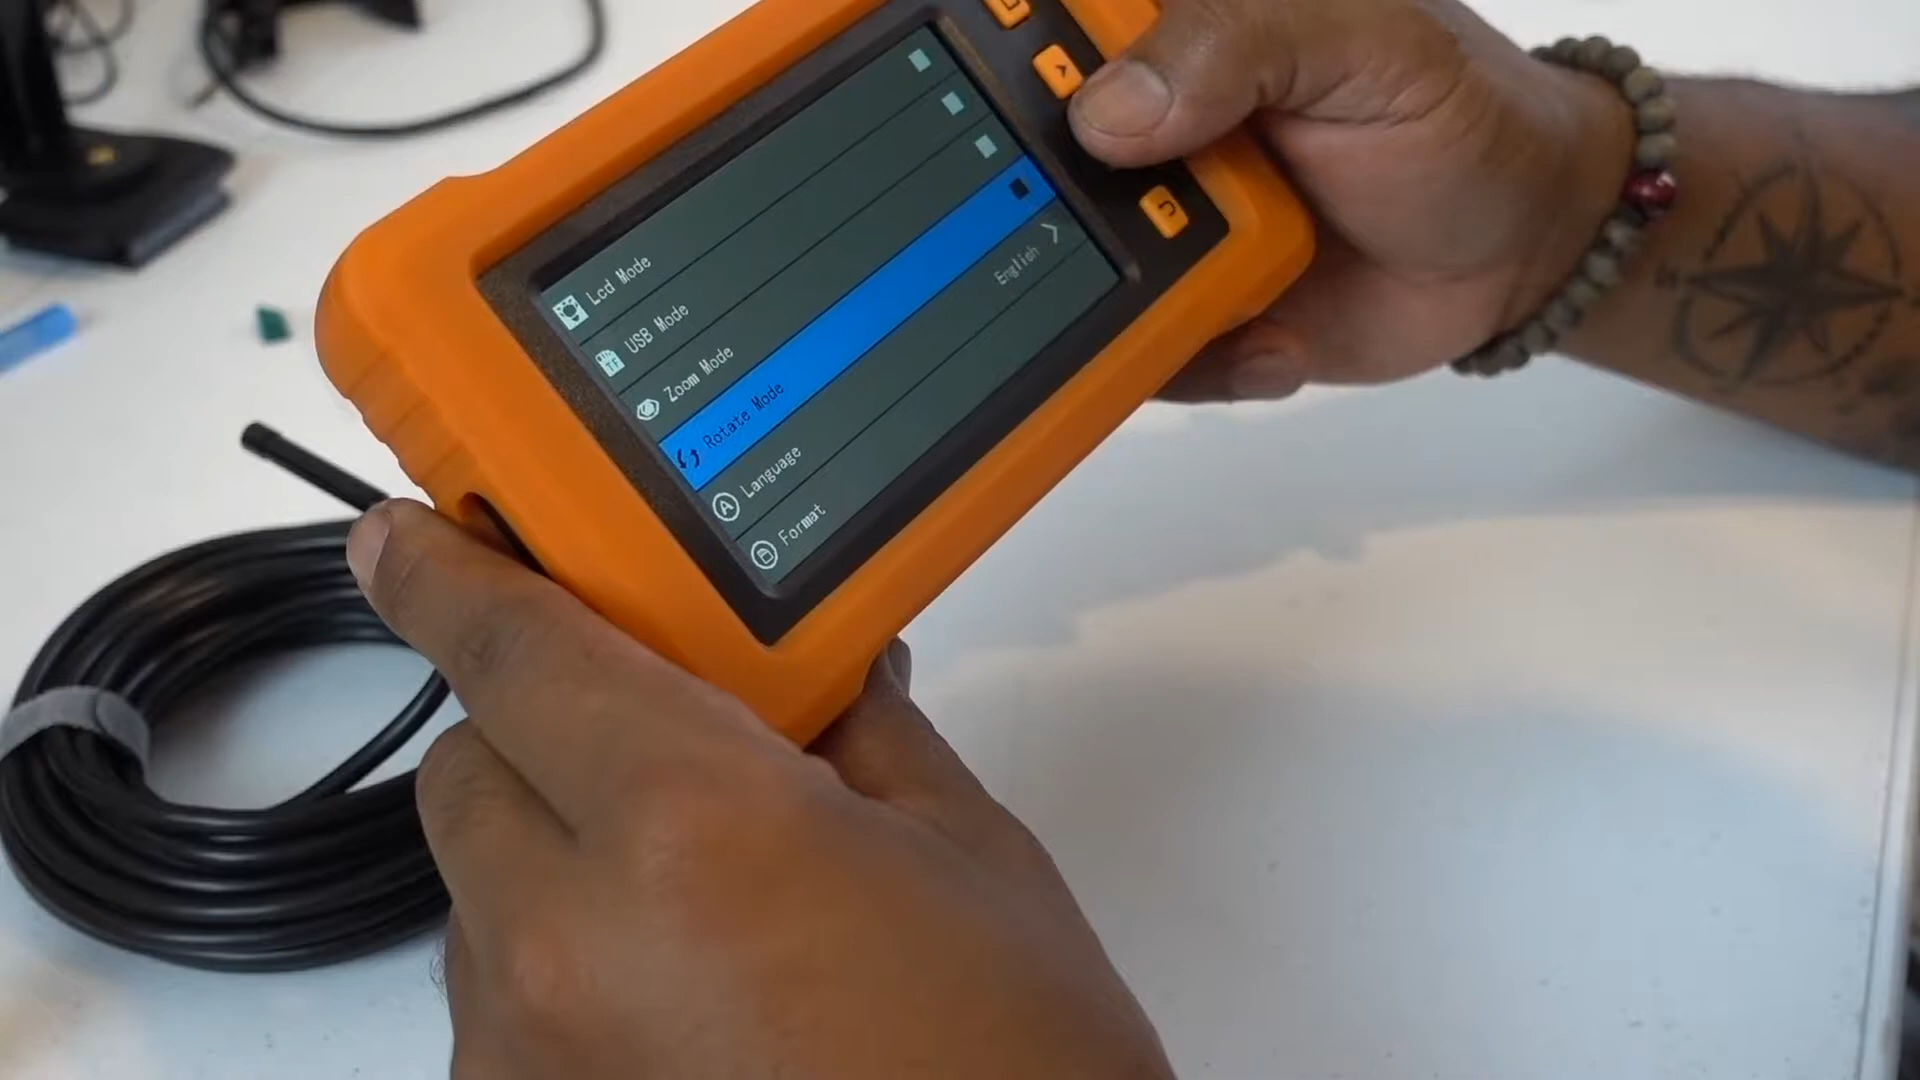 Lcd Mode
USB Mode
Zoom Mode
Rotate Mode
Language English
Format